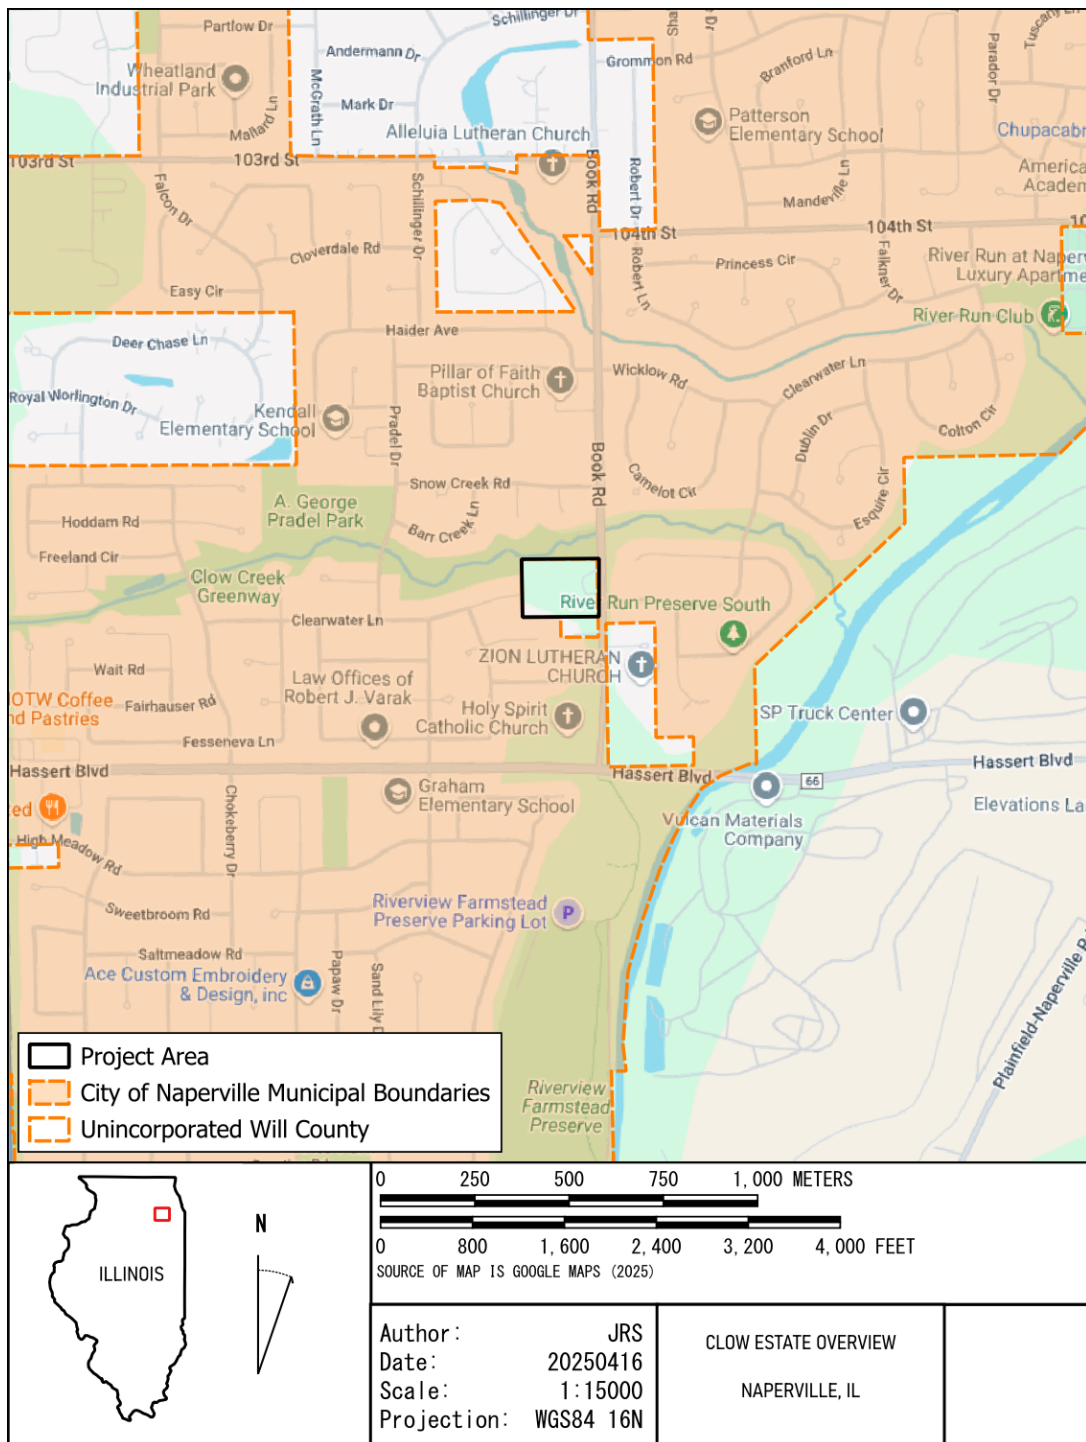 Schillinger Dr
Partlow Dr
Andermann Dr
Grommon Rd
Branford Ln
Parador Dr
Tuscany Ln
Wheatland
Industrial Park
McGrath Ln
Mark Dr
Mallard Ln
Alleluia Lutheran Church
Patterson
Elementary School
Chupacabr
103rd St
103rd St
Book Rd
Robert Dr
America
Academ
Falcon Dr
Schillinger Dr
Mandeville Ln
104th St
104th St
10
Cloverdale Rd
Robert Ln
Princess Cir
Falkner Dr
River Run at Naperv
Luxury Apartme
Easy Cir
River Run Club
Haider Ave
Deer Chase Ln
Pillar of Faith
Baptist Church
Wicklow Rd
Clearwater Ln
Royal Worlington Dr
Kendall
Elementary School
Pradel Dr
Dublin Dr
Colton Cir
Book Rd
Camelot Cir
Esquire Cir
Snow Creek Rd
A. George
Pradel Park
Barr Creek Ln
Hoddam Rd
Freeland Cir
Clow Creek
Greenway
River Run Preserve South
Clearwater Ln
ZION LUTHERAN
CHURCH
Wait Rd
Law Offices of
Robert J. Varak
OTW Coffee
nd Pastries
Fairhauser Rd
Holy Spirit
Catholic Church
SP Truck Center
Fesseneva Ln
Hassert Blvd
Hassert Blvd
66
Hassert Blvd
Graham
Elementary School
Chokeberry Dr
Vulcan Materials
Company
Elevations La
ed
High Meadow Rd
Sweetbroom Rd
Riverview Farmstead
Preserve Parking Lot
P
Saltmeadow Rd
Ace Custom Embroidery
& Design, inc
Papaw Dr
Sand Lily D
Plainfield-Naperville R
Riverview
Farmstead
Preserve
Project Area
City of Naperville Municipal Boundaries
Unincorporated Will County
ILLINOIS
N
0 250 500 750 1,000 METERS
0 800 1,600 2,400 3,200 4,000 FEET
SOURCE OF MAP IS GOOGLE MAPS (2025)
Author: JRS
Date: 20250416
Scale: 1:15000
Projection: WGS84 16N
CLOW ESTATE OVERVIEW
NAPERVILLE, IL